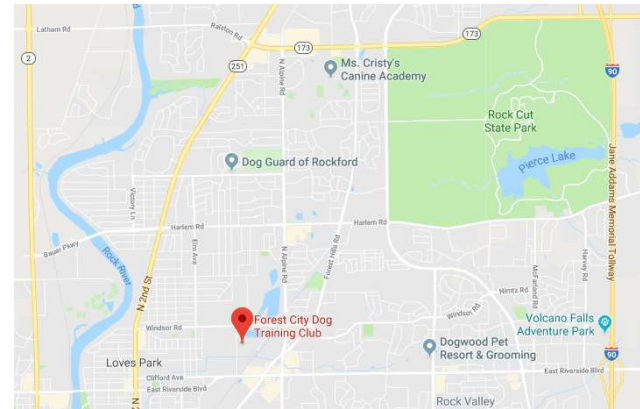 Latham Rd
Ralston Rd
173
173
2
251
N Alpine Rd
Ms. Cristy's
Canine Academy
90
Rock Cut
State Park
Pierce Lake
Jane Addams Memorial Tollway
Dog Guard of Rockford
Victory Ln
Harlem Rd
Harlem Rd
Elm Ave
Bauer Pkwy
Rock River
N 2nd St
N Alpine Rd
Forest Hills Rd
Harvey Rd
McFarland Rd
Nimtz Rd
Windsor Rd
Forest City Dog
Training Club
Windsor Rd
Volcano Falls
Adventure Park
Dogwood Pet
Resort & Grooming
Loves Park
Clifford Ave
East Riverside Blvd
East Riverside Blvd
90
Rock Valley